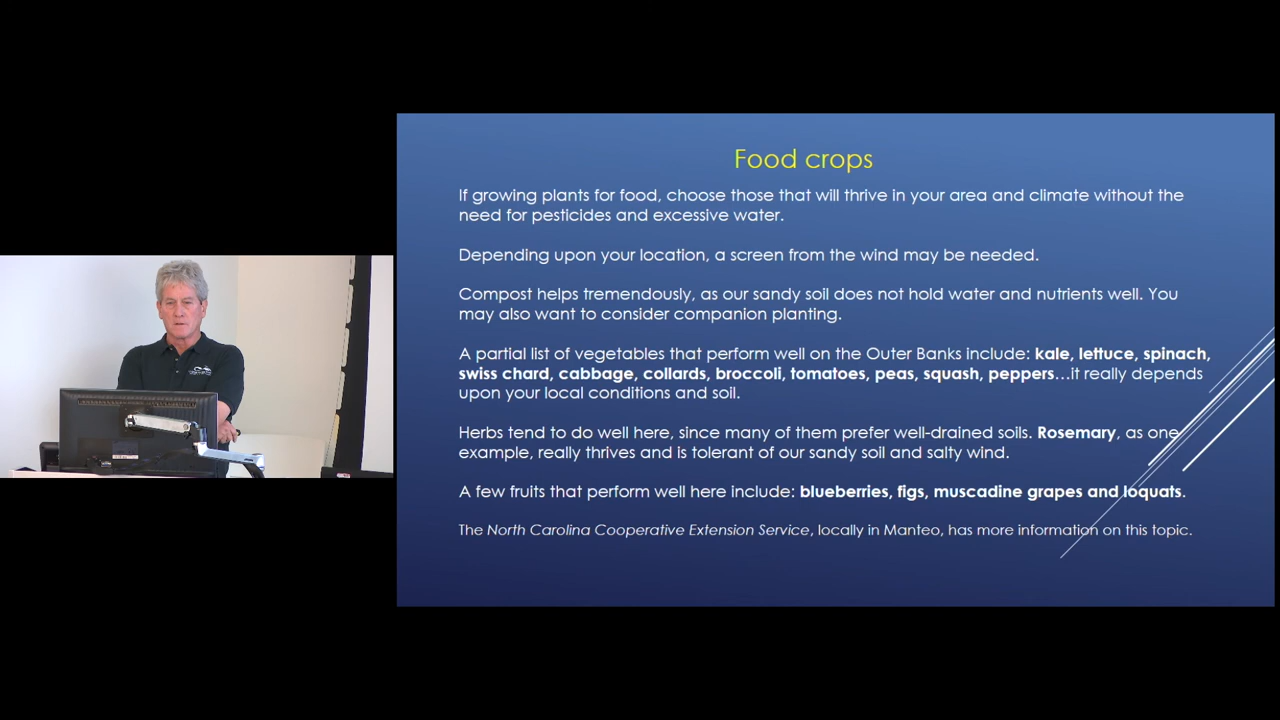 Food crops
If growing plants for food, choose those that will thrive in your area and climate without the
need for pesticides and excessive water.
Depending upon your location, a screen from the wind may be needed.
Compost helps tremendously, as our sandy soil does not hold water and nutrients well. You
may also want to consider companion planting.
A partial list of vegetables that perform well on the Outer Banks include: kale, lettuce, spinach,
swiss chard, cabbage, collards, broccoli, tomatoes, peas, squash, peppers...it really depends
upon your local conditions and soil.
Herbs tend to do well here, since many of them prefer well-drained soils. Rosemary, as one
example, really thrives and is tolerant of our sandy soil and salty wind.
A few fruits that perform well here include: blueberries, figs, muscadine grapes and loquats.
The North Carolina Cooperative Extension Service, locally in Manteo, has more information on this topic.